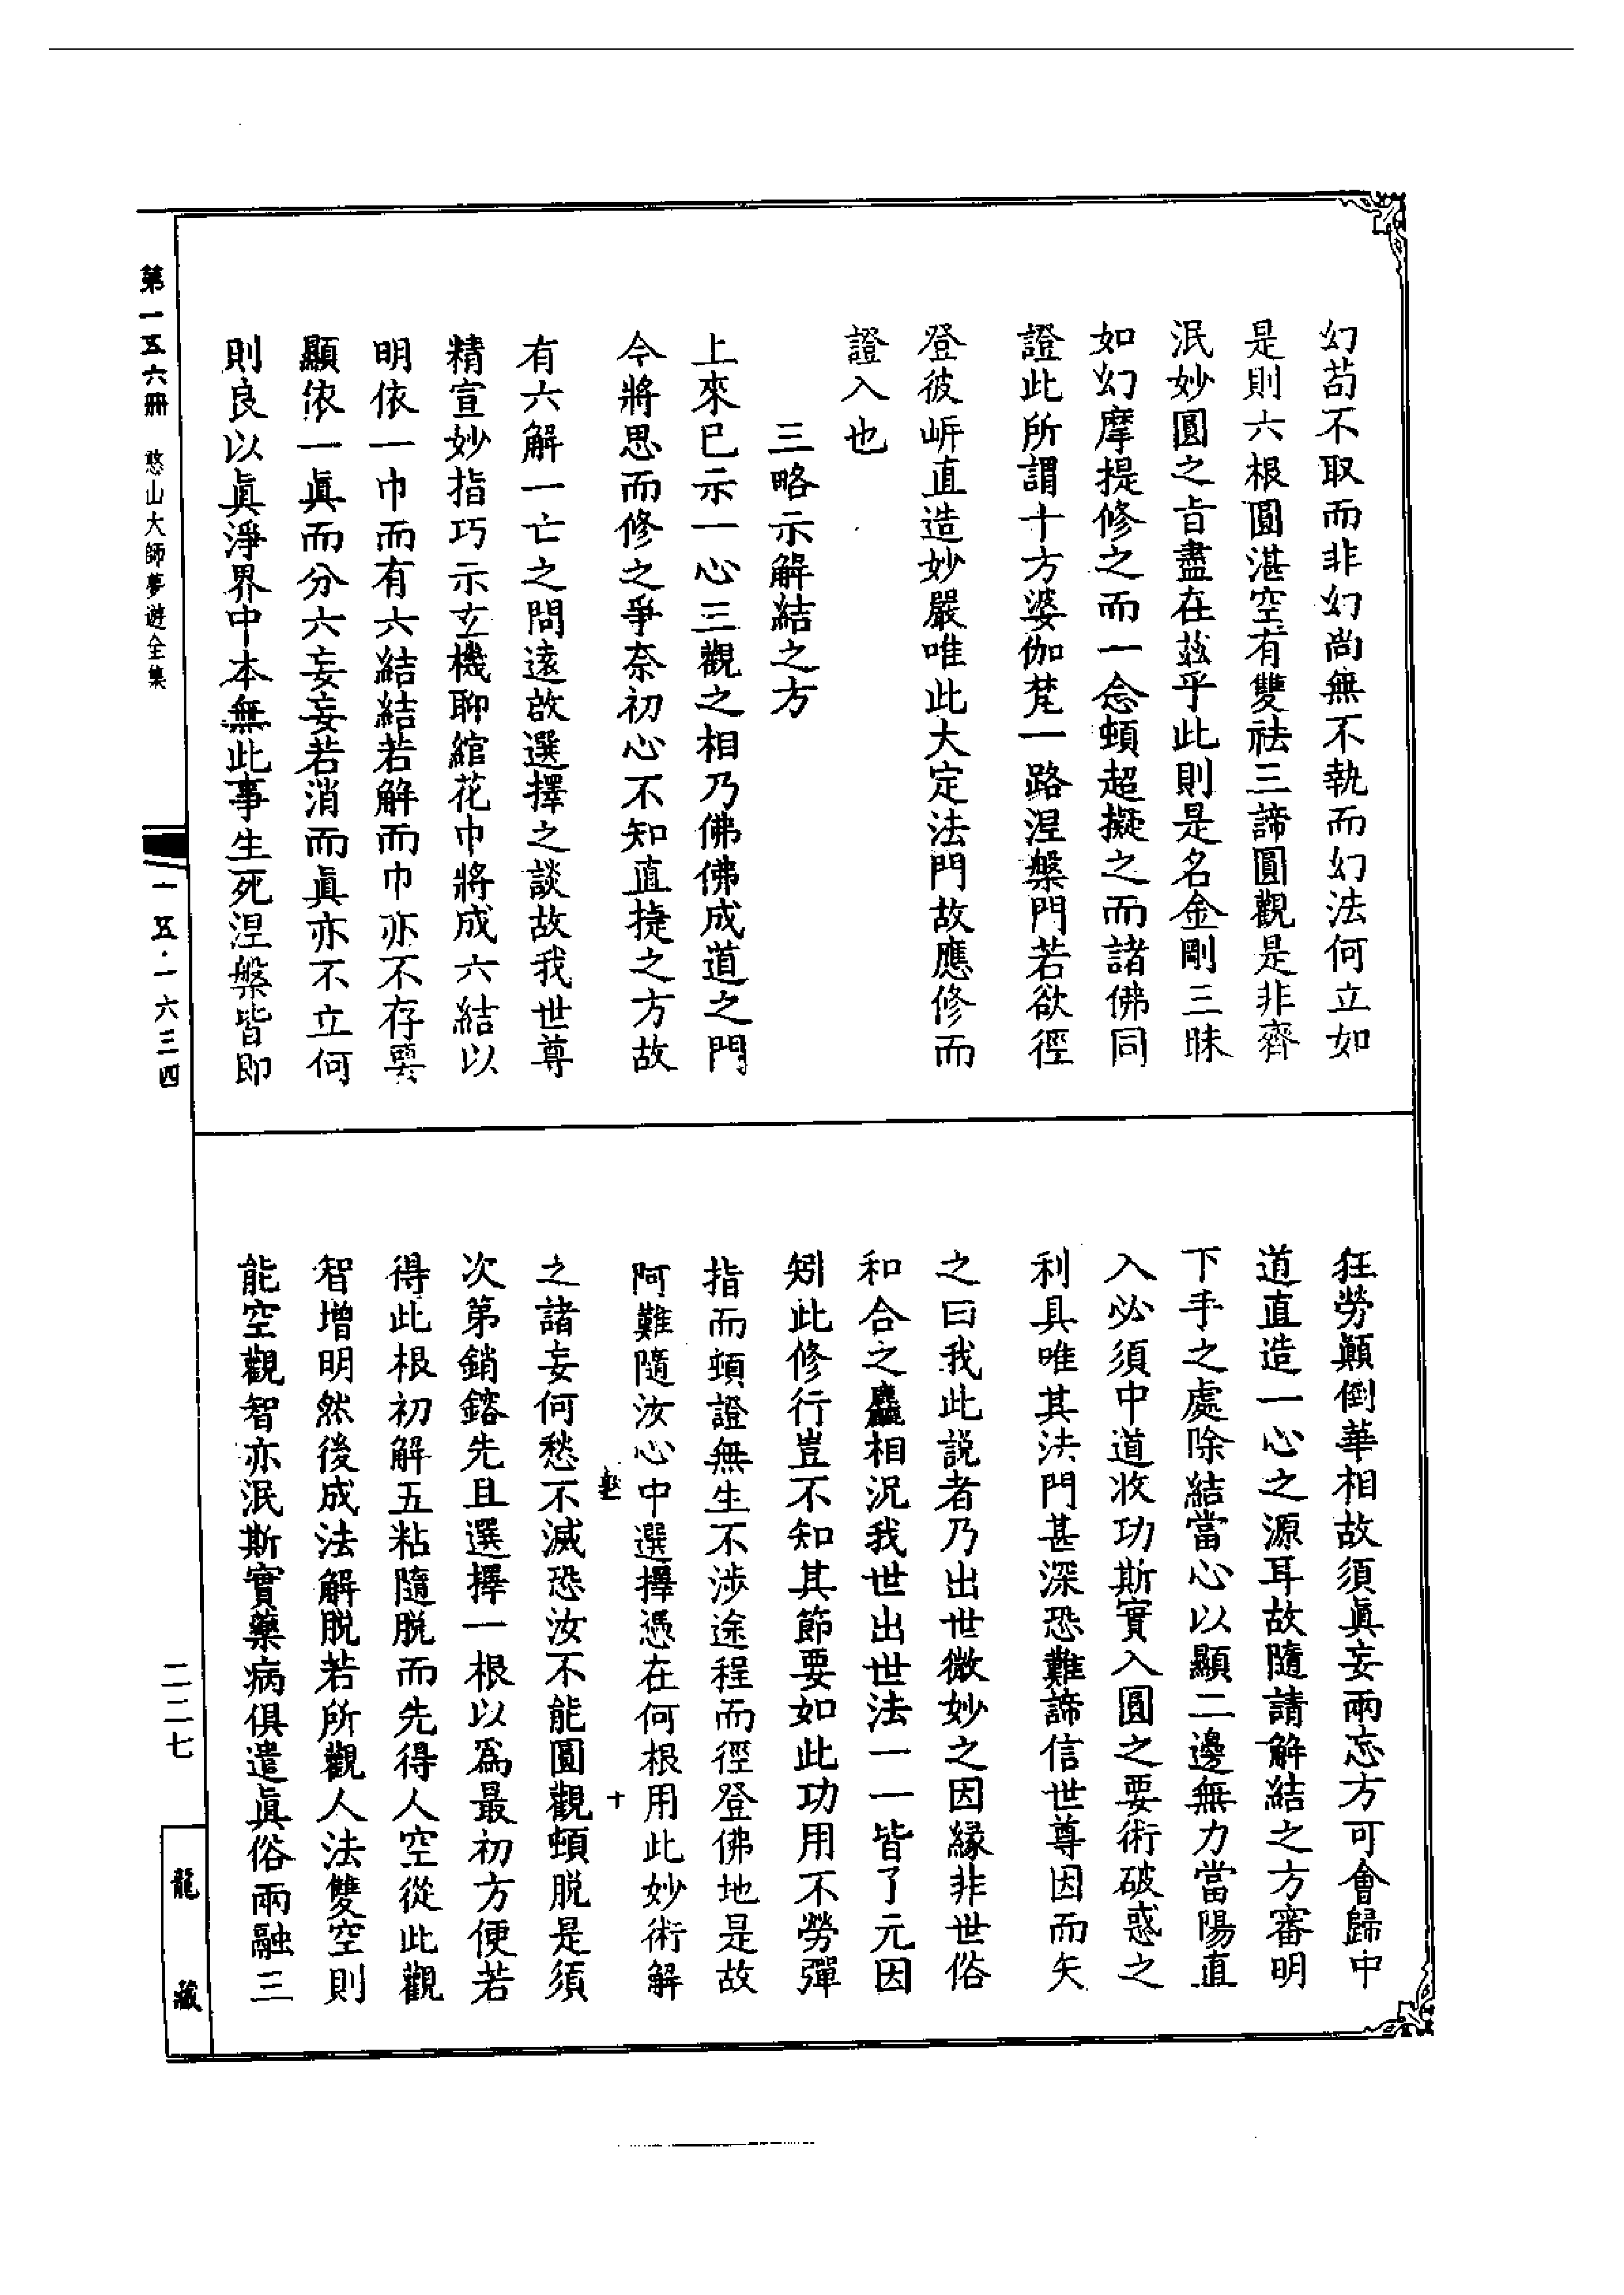 幻苟不取而非幻尚無不執而幻法何立如
是則六根圓湛空有雙祛三諦圓觀是非齊
泯妙圓之旨盡在茲乎此則是名金剛三昧
如幻摩提修之而一念頓超擬之而諸佛同
證此所謂十方婆伽梵一路涅槃門若欲徑
登彼岸直造妙嚴唯此大定法門故應修而
證入也
三略示解結之方
上來已示一心三觀之相乃佛佛成道之門
今將思而修之爭奈初心不知直捷之方故
有六解一亡之問遠啟選擇之談故我世尊
精宣妙指巧示玄機聊綰花巾將成六結以
明依一巾而有六結結若解而巾亦不存要
顯依一眞而分六妄妄若消而眞亦不立何
則良以眞淨界中本無此事生死涅槃皆即
狂勞顛倒華相故須眞妄兩忘方可會歸中
道直造一心之源耳故隨請解結之方審明
下手之處除結當心以顯二邊無力當陽直
入必須中道收功斯實入圓之要術破惑之
利具唯其法門甚深恐難諦信世尊因而矢
之曰我此說者乃出世微妙之因緣非世俗
和合之麤相況我世出世法一一皆了元因
矧此修行豈不知其節要如此功用不勞彈
指而頓證無生不涉途程而徑登佛地是故
阿難隨汝心中選擇憑在何根用此妙術解
十
之諸妄何愁不滅恐汝不能圓觀頓脫是須
次第銷鎔先且選擇一根以爲最初方便若
得此根初解五粘隨脫而先得人空從此觀
智增明然後成法解脫若所觀人法雙空則
能空觀智亦泯斯實藥病俱遣眞俗兩融三
第一五六冊 憨山大師夢遊全集
一五·一六三四
二二七
龍藏